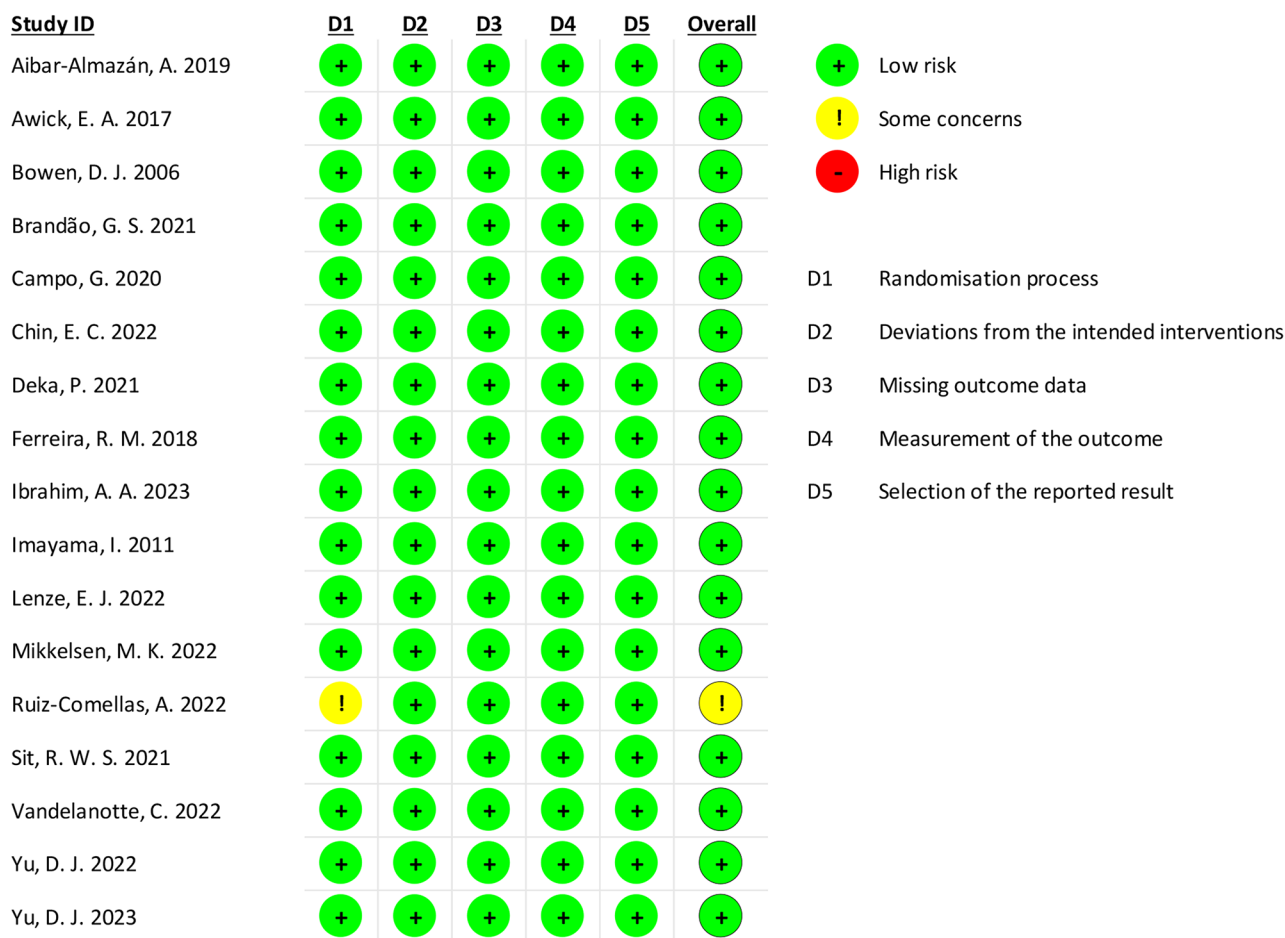 Study ID D1 D2 D3 D4 D5 Overall
Aibar-Almazán, A. 2019 + + + + + + + Low risk
Awick, E. A. 2017 + + + + + + ! Some concerns
Bowen, D. J. 2006 + + + + + + - High risk
Brandão, G. S. 2021 + + + + + +
Campo, G. 2020 + + + + + + D1 Randomisation process
Chin, E. C. 2022 + + + + + + D2 Deviations from the intended interventions
Deka, P. 2021 + + + + + + D3 Missing outcome data
Ferreira, R. M. 2018 + + + + + + D4 Measurement of the outcome
Ibrahim, A. A. 2023 + + + + + + D5 Selection of the reported result
Imayama, I. 2011 + + + + + +
Lenze, E. J. 2022 + + + + + +
Mikkelsen, M. K. 2022 + + + + + +
Ruiz-Comellas, A. 2022 ! + + + + !
Sit, R. W. S. 2021 + + + + + +
Vandelanotte, C. 2022 + + + + + +
Yu, D. J. 2022 + + + + + +
Yu, D. J. 2023 + + + + + +